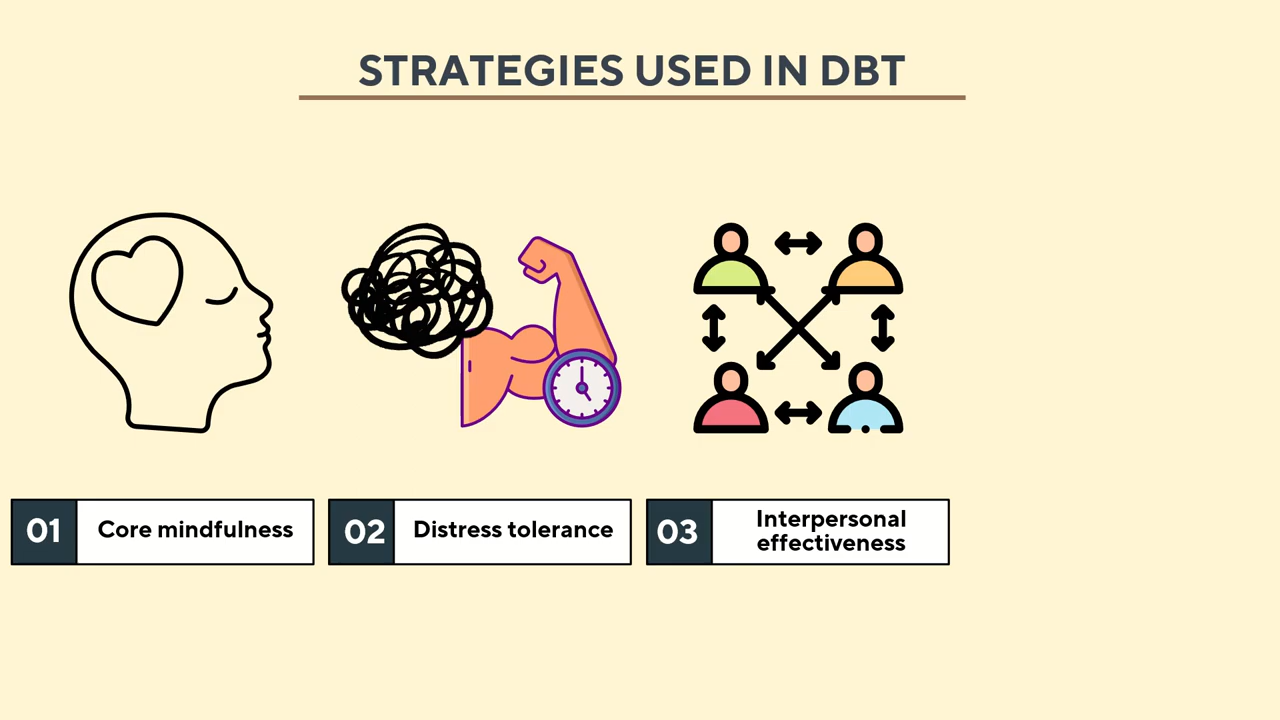 STRATEGIES USED IN DBT
01 Core mindfulness
02 Distress tolerance
03 Interpersonal
effectiveness